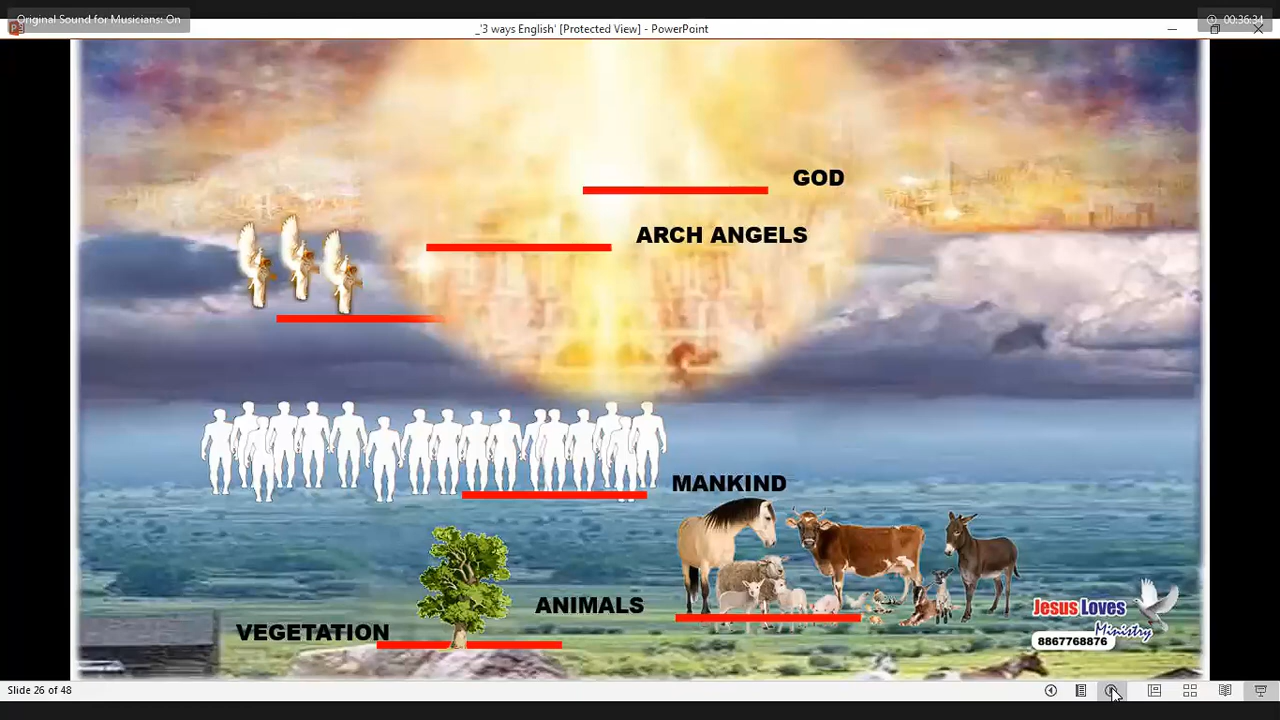 Original Sound for Musicians: On
00:36:34
_'3 ways English' [Protected View] - PowerPoint
GOD
ARCH ANGELS
MANKIND
ANIMALS
VEGETATION
Jesus Loves
Ministry
8867768876
Slide 26 of 48